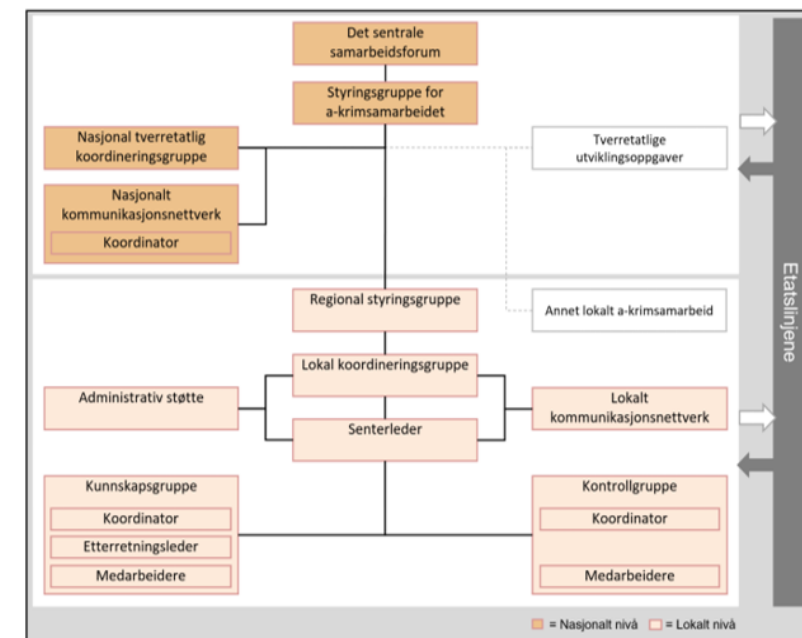 Det sentrale
samarbeidsforum
Styringsgruppe for
a-krimsamarbeidet
Nasjonal tverretatlig
koordineringsgruppe
Tverretatlige
utviklingsoppgaver
Nasjonalt
kommunikasjonsnettverk
Koordinator
Etatslinjene
Regional styringsgruppe
Annet lokalt a-krimsamarbeid
Lokal koordineringsgruppe
Administrativ støtte
Lokalt
kommunikasjonsnettverk
Senterleder
Kunnskapsgruppe
Koordinator
Etterretningsleder
Medarbeidere
Kontrollgruppe
Koordinator
Medarbeidere
= Nasjonalt nivå
= Lokalt nivå